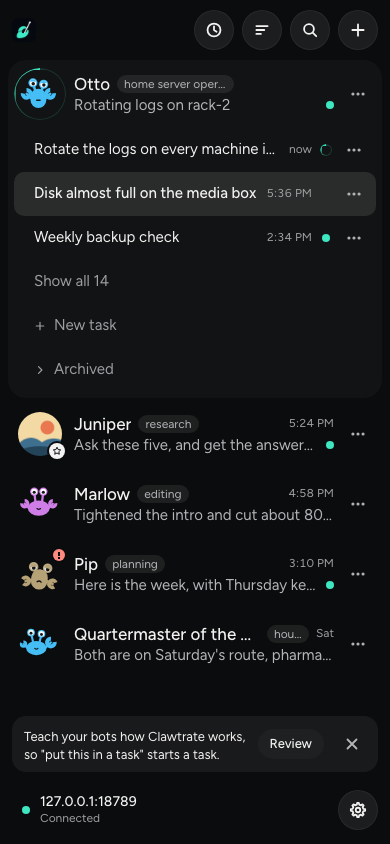 Otto home server oper...
Rotating logs on rack-2
Rotate the logs on every machine i... now
Disk almost full on the media box 5:36 PM
Weekly backup check 2:34 PM
Show all 14
+ New task
> Archived
Juniper research 5:24 PM
Ask these five, and get the answer...
Marlow editing 4:58 PM
Tightened the intro and cut about 80...
Pip planning 3:10 PM
Here is the week, with Thursday ke...
Quartermaster of the ... hou... Sat
Both are on Saturday's route, pharma...
Teach your bots how Clawtrate works,
so "put this in a task" starts a task.
Review
127.0.0.1:18789
Connected